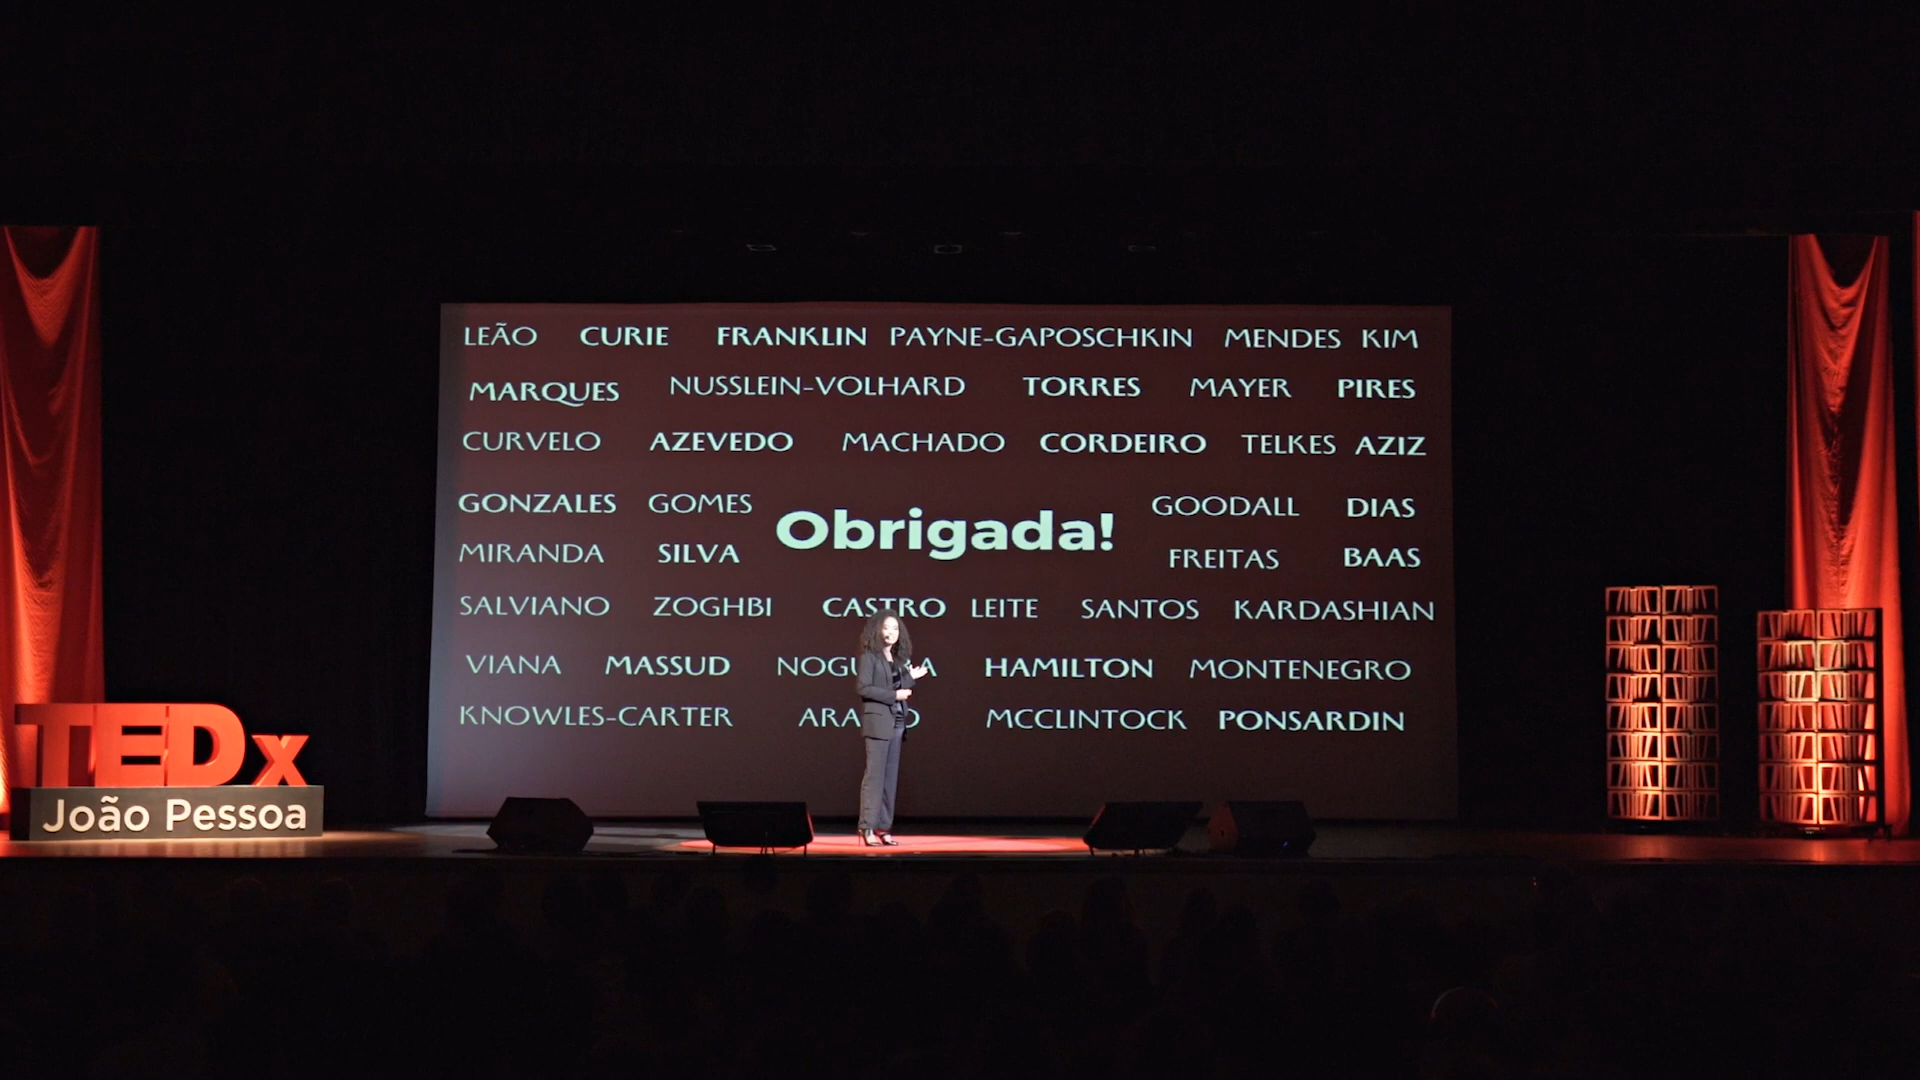 LEÃO CURIE FRANKLIN PAYNE-GAPOSCHKIN MENDES KIM
MARQUES NUSSLEIN-VOLHARD TORRES MAYER PIRES
CURVELO AZEVEDO MACHADO CORDEIRO TELKES AZIZ
GONZALES GOMES GOODALL DIAS
Obrigada!
MIRANDA SILVA FREITAS BAAS
SALVIANO ZOGHBI CASTRO LEITE SANTOS KARDASHIAN
VIANA MASSUD HAMILTON MONTENEGRO
KNOWLES-CARTER MCCLINTOCK PONSARDIN
TEDx
João Pessoa